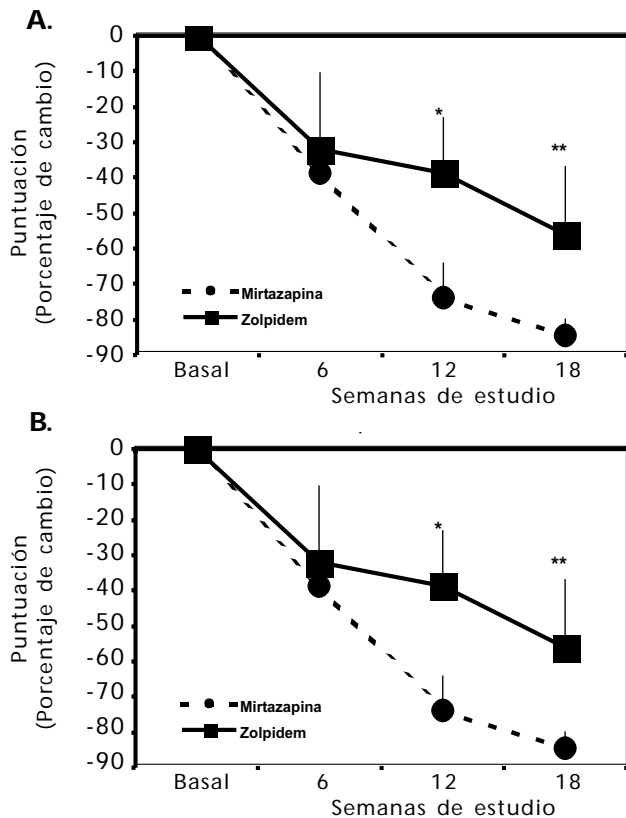 A.
Puntuación
(Porcentaje de cambio)
0
-10
-20
-30
-40
-50
-60
-70
-80
-90
*
**
Mirtazapina
Zolpidem
Basal 6 12 18
Semanas de estudio
B.
Puntuación
(Porcentaje de cambio)
0
-10
-20
-30
-40
-50
-60
-70
-80
-90
*
**
Mirtazapina
Zolpidem
Basal 6 12 18
Semanas de estudio